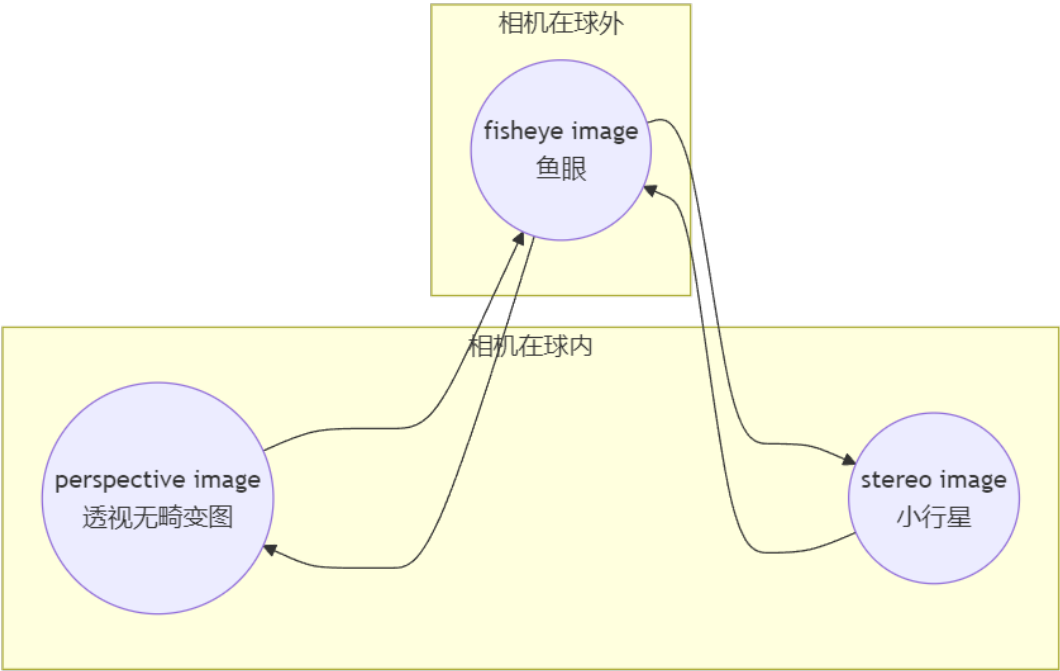 相机在球外
fisheye image
鱼眼
相机在球内
perspective image
透视无畸变图
stereo image
小行星